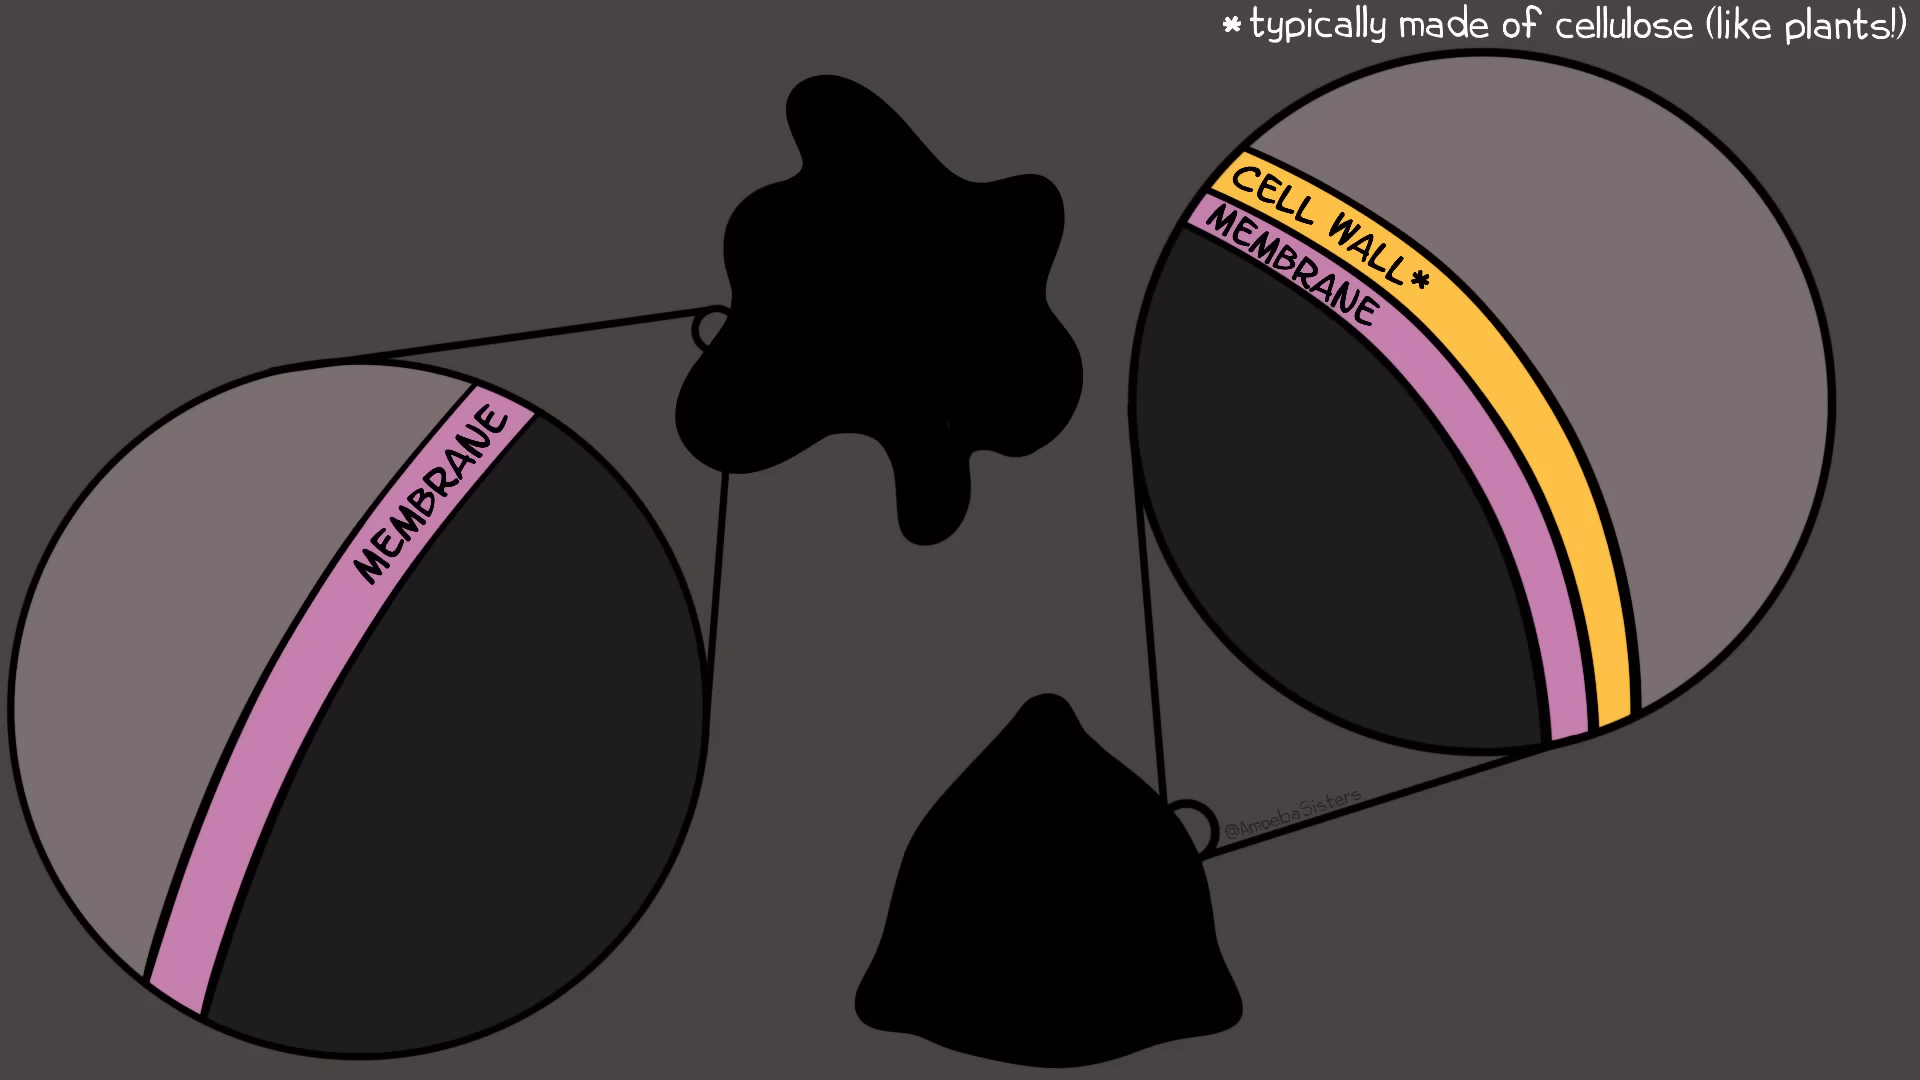 *typically made of cellulose (like plants!)
CELL WALL*
MEMBRANE
MEMBRANE
@AmoebaSisters